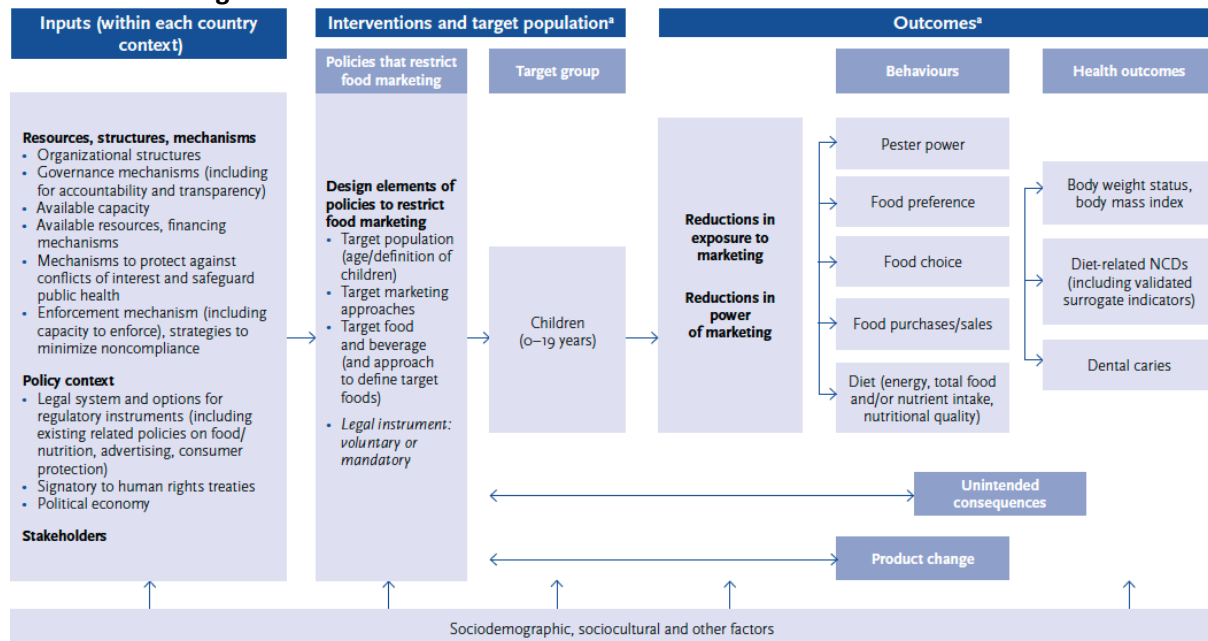 Inputs (within each country
context)
Interventions and target populationª
Outcomesª
Policies that restrict
food marketing
Target group
Behaviours
Health outcomes
Resources, structures, mechanisms
• Organizational structures
• Governance mechanisms (including
for accountability and transparency)
• Available capacity
• Available resources, financing
mechanisms
• Mechanisms to protect against
conflicts of interest and safeguard
public health
• Enforcement mechanism (including
capacity to enforce), strategies to
minimize noncompliance
Policy context
• Legal system and options for
regulatory instruments (including
existing related policies on food/
nutrition, advertising, consumer
protection)
• Signatory to human rights treaties
• Political economy
Stakeholders
Design elements of
policies to restrict
food marketing
• Target population
(age/definition of
children)
• Target marketing
approaches
• Target food
and beverage
(and approach
to define target
foods)
• Legal instrument:
voluntary or
mandatory
Children
(0–19 years)
Reductions in
exposure to
marketing
Reductions in
power
of marketing
Pester power
Food preference
Food choice
Food purchases/sales
Diet (energy, total food
and/or nutrient intake,
nutritional quality)
Body weight status,
body mass index
Diet-related NCDs
(including validated
surrogate indicators)
Dental caries
Unintended
consequences
Product change
Sociodemographic, sociocultural and other factors